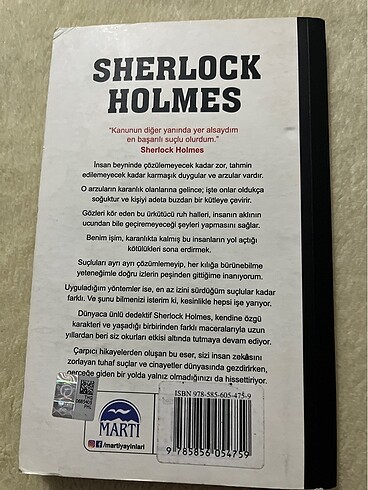 SHERLOCK
HOLMES
"Kanunun diğer yanında yer alsaydım
en başarılı suçlu olurdum."
Sherlock Holmes
İnsan beyninde çözülemeyecek kadar zor, tahmin
edilemeyecek kadar karmaşık duygular ve arzular vardır.
O arzuların karanlık olanlarına gelince; işte onlar oldukça
soğuktur ve kişiyi adeta buzdan bir kütleye çevirir.
Gözleri kör eden bu ürkütücü ruh halleri, insanın aklının
ucundan bile geçiremeyeceği şeyleri yapmasını sağlar.
Benim işim, karanlıkta kalmış bu insanların yol açtığı
kötülükleri sona erdirmek.
Suçluları ayrı ayrı çözümlemeyip, her kılığa bürünebilme
yeteneğimle doğru izlerin peşinden gittiğime inanıyorum.
Uyguladığım yöntemler ise, en az izini sürdüğüm suçlular kadar
farklı. Ve şunu bilmenizi isterim ki, kesinlikle hepsi işe yarıyor.
Dünyaca ünlü dedektif Sherlock Holmes, kendine özgü
karakteri ve yaşadığı birbirinden farklı maceralarıyla uzun
yıllardan beri siz okurları etkisi altında tutmaya devam ediyor.
Çarpıcı hikayelerden oluşan bu eser, sizi insan zekâsını
zorlayan tuhaf suçlar ve cinayetler dünyasında gezdirirken,
gerçeğe giden bir yolda yalnız olmadığınızı da hissettiriyor.
ISBN 978-585-605-475-9
MARTI
/martiyayinlari
9 785856 054759